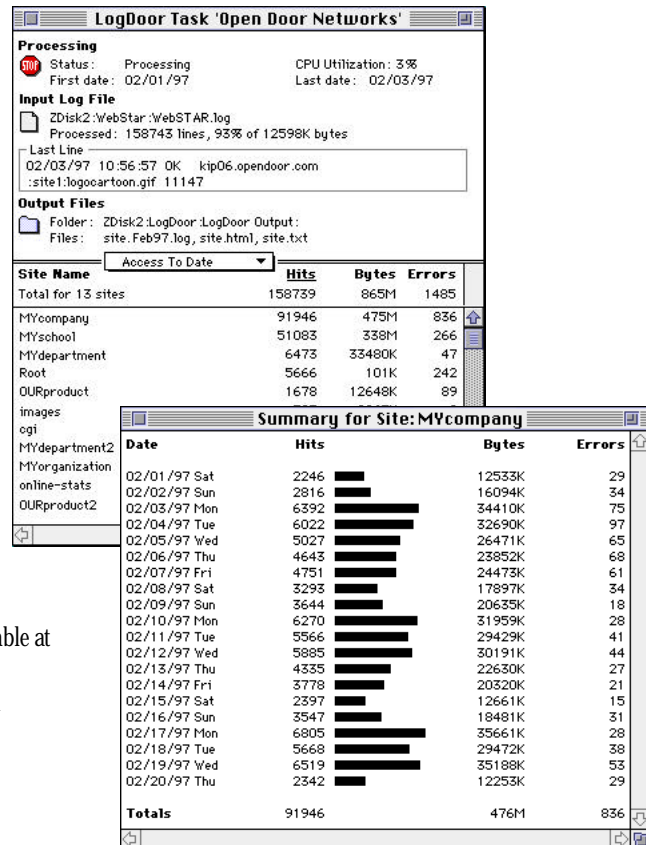 LogDoor Task 'Open Door Networks'
Processing
STOP
Status: Processing CPU Utilization: 3%
First date: 02/01/97 Last date: 02/03/97
Input Log File
ZDisk2:WebStar:WebSTAR.log
Processed: 158743 lines, 93% of 12598K bytes
Last Line
02/03/97 10:56:57 OK kip06.opendoor.com
:site1:logocartoon.gif 11147
Output Files
Folder: ZDisk2:LogDoor:LogDoor Output:
Files: site.Feb97.log, site.html, site.txt
Access To Date
Site Name Hits Bytes Errors
Total for 13 sites 158739 865M 1485
MYcompany 91946 475M 836
MYschool 51083 338M 266
MYdepartment 6473 33480K 47
Root 5666 101K 242
OURproduct 1678 12648K 89
images
cgi
MYdepartment2
MYorganization
online-stats
OURproduct2
Summary for Site:MYcompany
Date Hits Bytes Errors
02/01/97 Sat 2246 12533K 29
02/02/97 Sun 2816 16094K 34
02/03/97 Mon 6392 34410K 75
02/04/97 Tue 6022 32690K 97
02/05/97 Wed 5027 26471K 65
02/06/97 Thu 4643 23852K 68
02/07/97 Fri 4751 24473K 61
02/08/97 Sat 3293 17897K 34
02/09/97 Sun 3644 20635K 18
02/10/97 Mon 6270 31959K 28
02/11/97 Tue 5566 29429K 41
02/12/97 Wed 5885 30191K 44
02/13/97 Thu 4335 22630K 27
02/14/97 Fri 3778 20320K 21
02/15/97 Sat 2397 12661K 15
02/16/97 Sun 3547 18481K 31
02/17/97 Mon 6805 35661K 28
02/18/97 Tue 5668 29472K 38
02/19/97 Wed 6519 35188K 53
02/20/97 Thu 2342 12253K 29
Totals 91946 476M 836
at